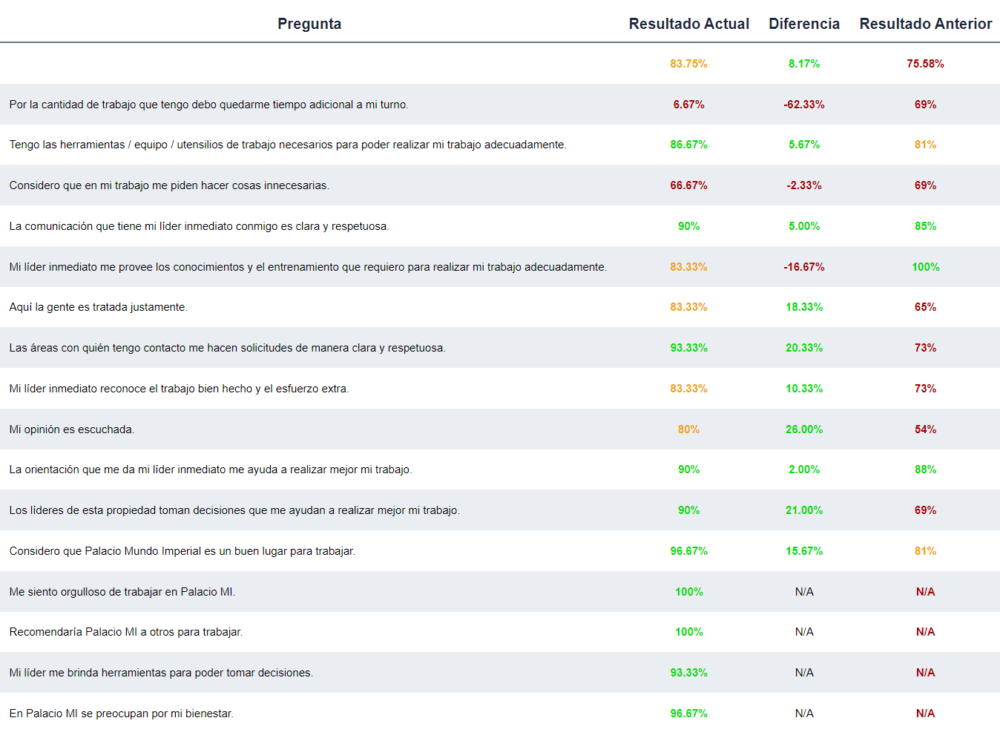 Pregunta Resultado Actual Diferencia Resultado Anterior
83.75% 8.17% 75.58%
Por la cantidad de trabajo que tengo debo quedarme tiempo adicional a mi turno. 6.67% -62.33% 69%
Tengo las herramientas / equipo / utensilios de trabajo necesarios para poder realizar mi trabajo adecuadamente. 86.67% 5.67% 81%
Considero que en mi trabajo me piden hacer cosas innecesarias. 66.67% -2.33% 69%
La comunicación que tiene mi líder inmediato conmigo es clara y respetuosa. 90% 5.00% 85%
Mi líder inmediato me provee los conocimientos y el entrenamiento que requiero para realizar mi trabajo adecuadamente. 83.33% -16.67% 100%
Aquí la gente es tratada justamente. 83.33% 18.33% 65%
Las áreas con quién tengo contacto me hacen solicitudes de manera clara y respetuosa. 93.33% 20.33% 73%
Mi líder inmediato reconoce el trabajo bien hecho y el esfuerzo extra. 83.33% 10.33% 73%
Mi opinión es escuchada. 80% 26.00% 54%
La orientación que me da mi líder inmediato me ayuda a realizar mejor mi trabajo. 90% 2.00% 88%
Los líderes de esta propiedad toman decisiones que me ayudan a realizar mejor mi trabajo. 90% 21.00% 69%
Considero que Palacio Mundo Imperial es un buen lugar para trabajar. 96.67% 15.67% 81%
Me siento orgulloso de trabajar en Palacio MI. 100% N/A N/A
Recomendaría Palacio MI a otros para trabajar. 100% N/A N/A
Mi líder me brinda herramientas para poder tomar decisiones. 93.33% N/A N/A
En Palacio MI se preocupan por mi bienestar. 96.67% N/A N/A